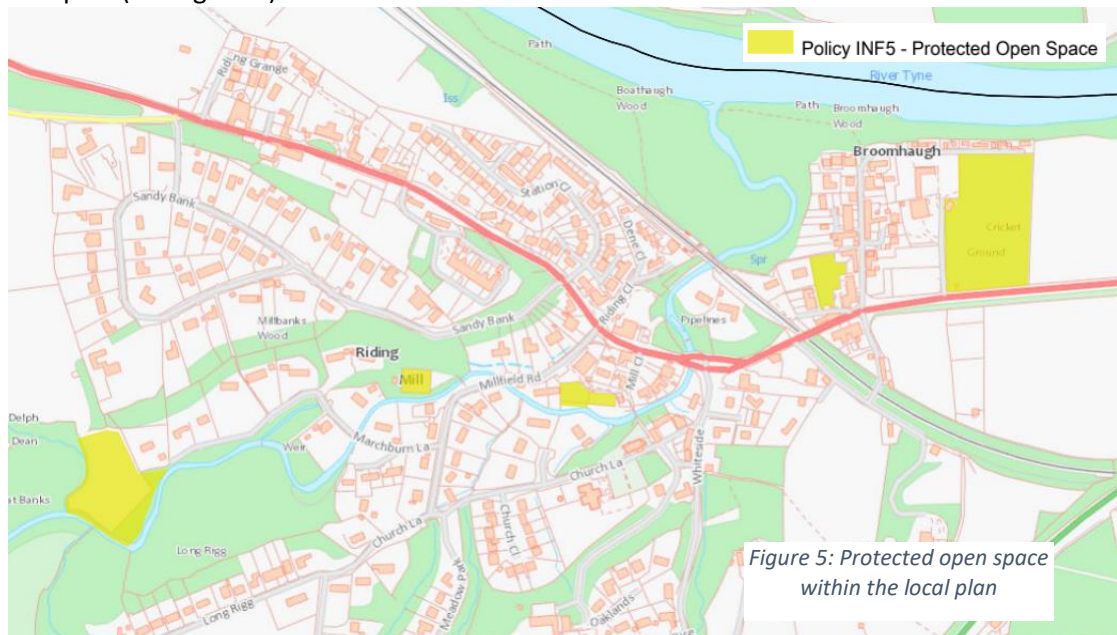 Policy INF5 - Protected Open Space
River Tyne
Path
Boathaugh
Wood
Path
Broomhaugh
Wood
Broomhaugh
Riding Grange
Iss
Cricket
Ground
Station Cl
Dene Cl
Sandy Bank
Spr
Riding Cl
Pipelines
Millbanks
Wood
Sandy Bank
Riding
Mill
Millfield Rd
Mill Cl
Delph
Dean
Weir
Marchburn La
Church La
Whiteside
at Banks
Long Rigg
Church La
Church Cl
Meadow Park
Long Rigg
Oaklands
Figure 5: Protected open space
within the local plan